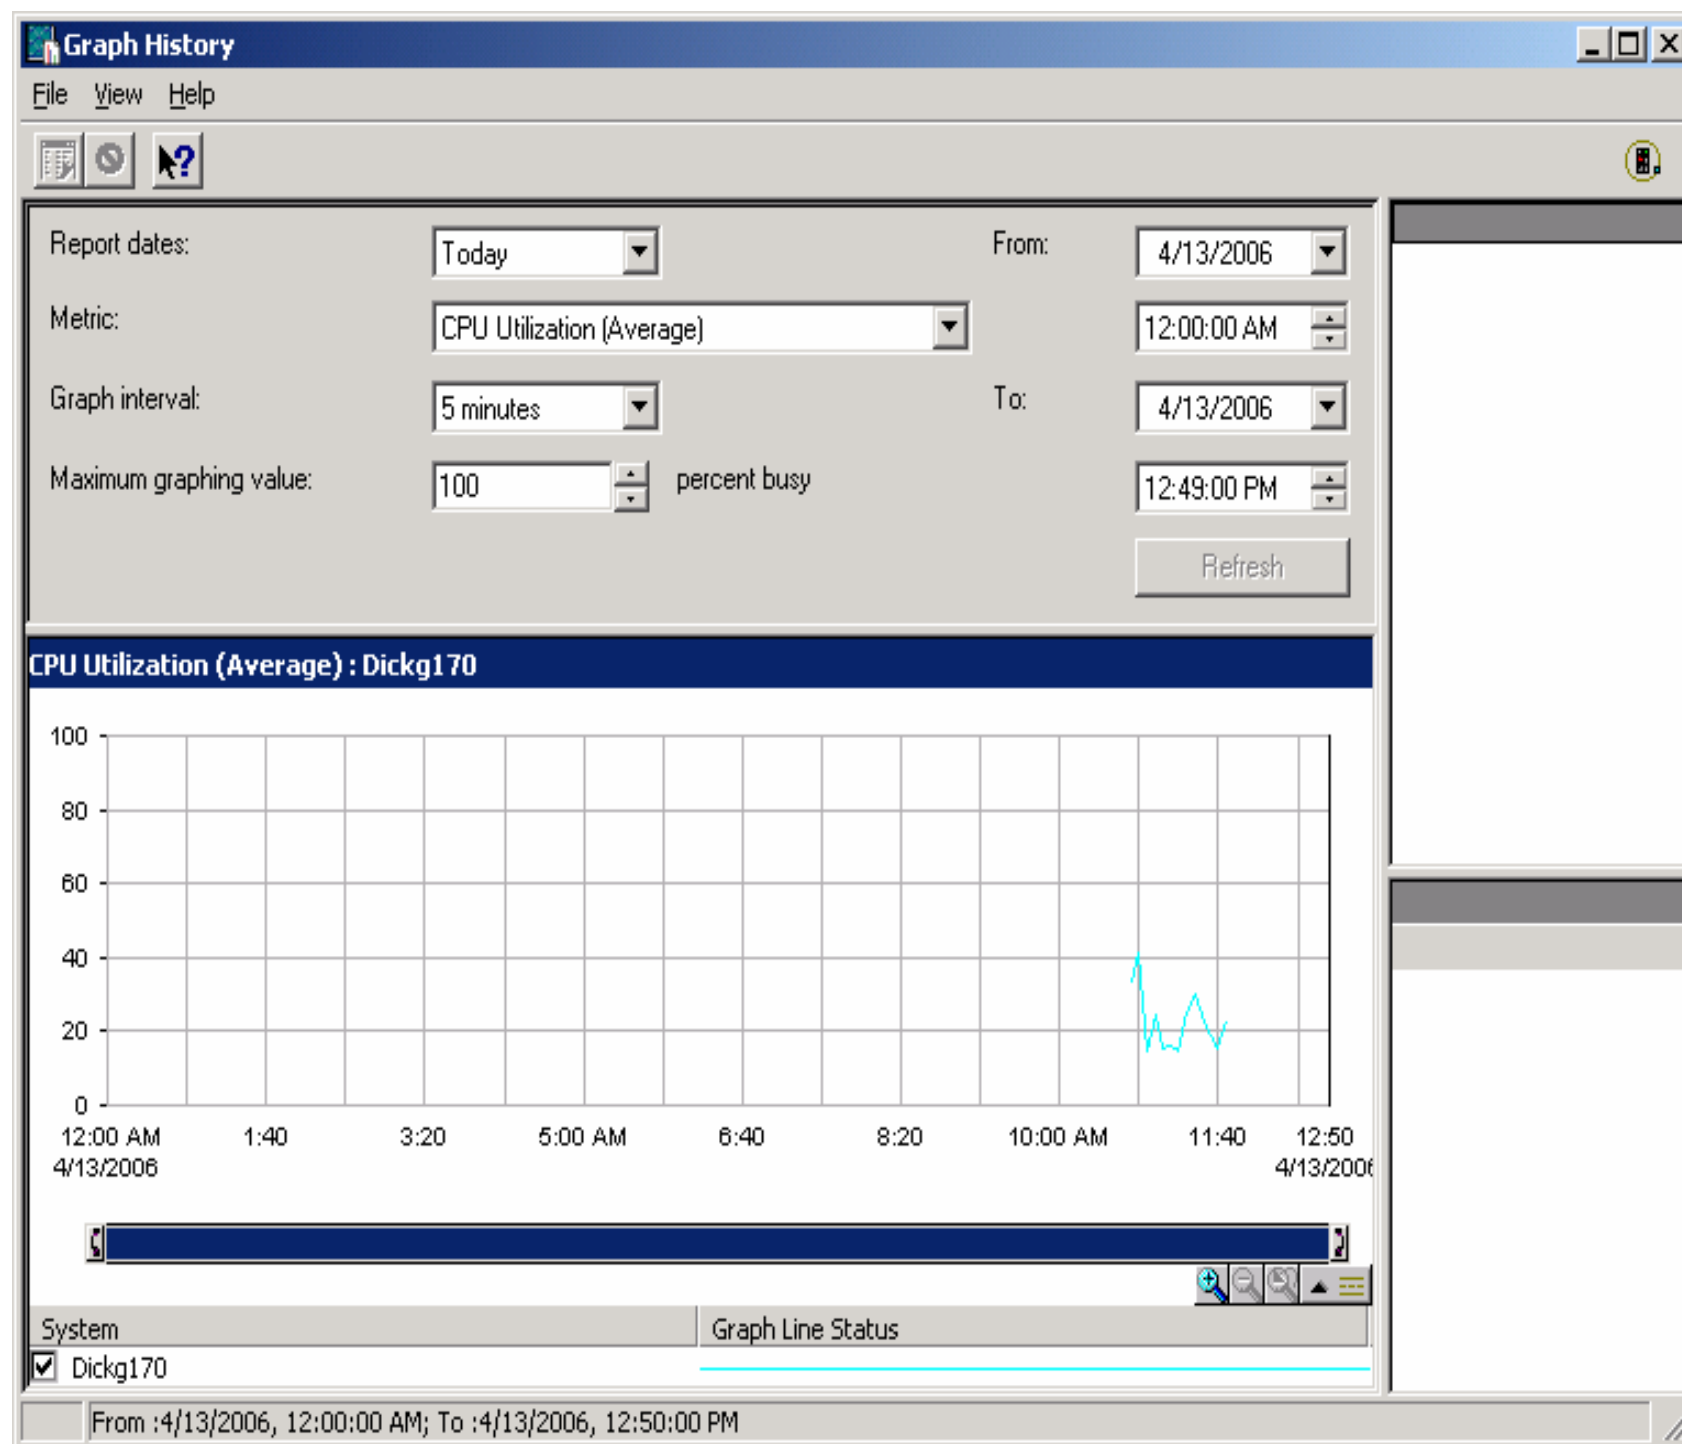 Graph History
File View Help
Report dates: Today From: 4/13/2006
Metric: CPU Utilization (Average) 12:00:00 AM
Graph interval: 5 minutes To: 4/13/2006
Maximum graphing value: 100 percent busy 12:49:00 PM
Refresh
CPU Utilization (Average) : Dickg170
100
80
60
40
20
0
12:00 AM 1:40 3:20 5:00 AM 6:40 8:20 10:00 AM 11:40 12:50
4/13/2006 4/13/2006
System Graph Line Status
Dickg170
From :4/13/2006, 12:00:00 AM; To :4/13/2006, 12:50:00 PM